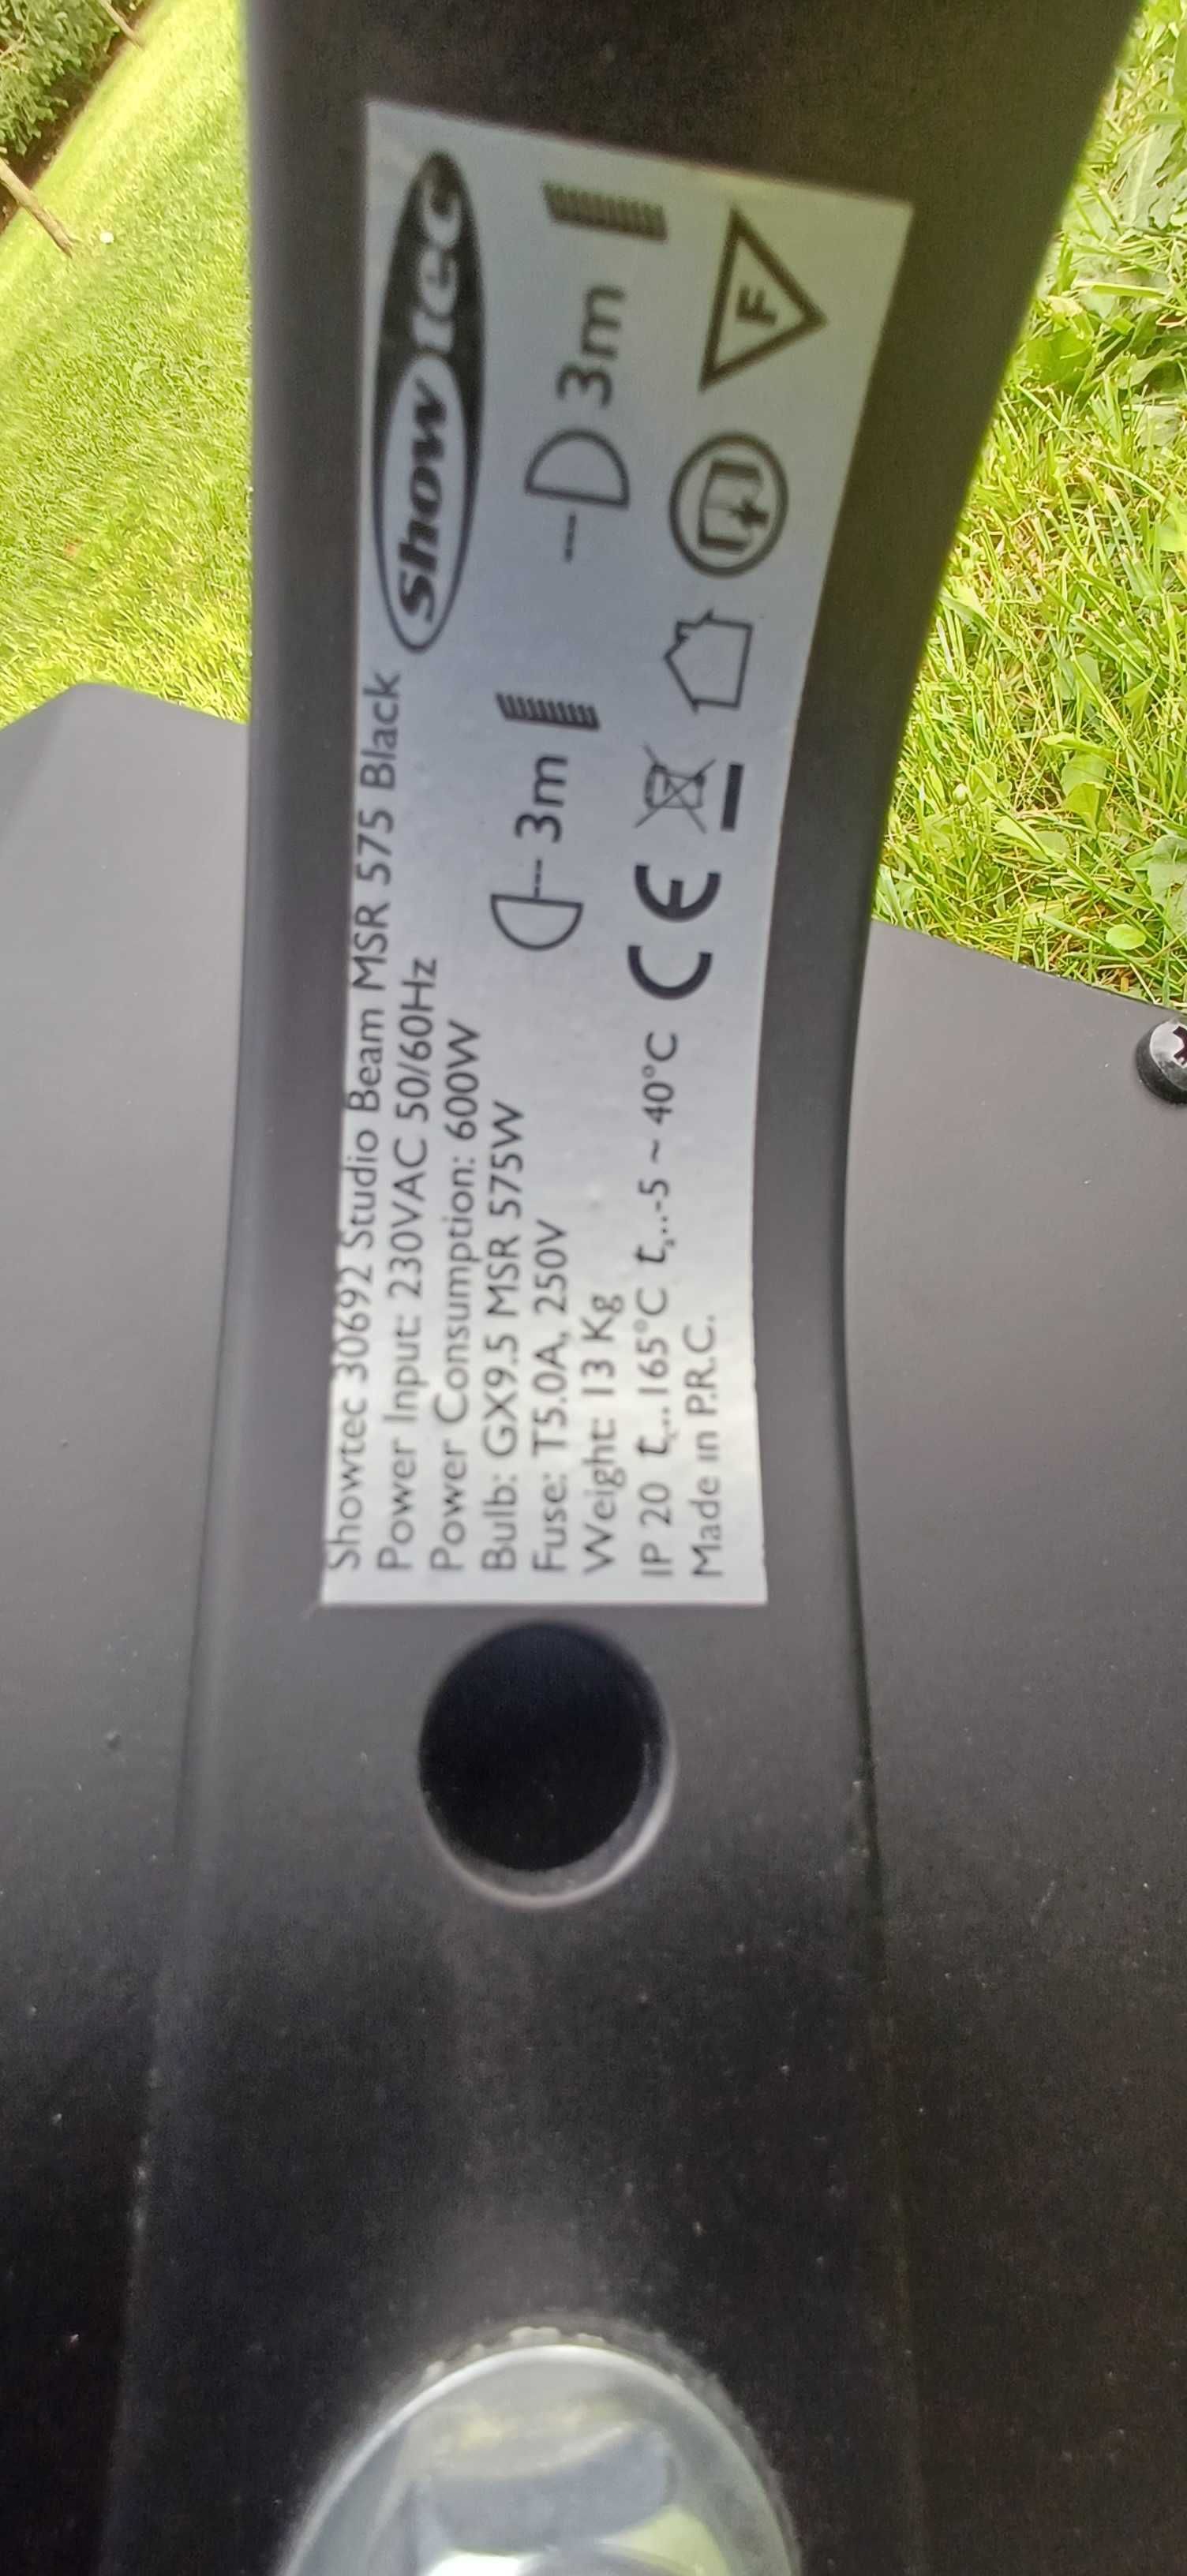 Showtec 30692 Studio Beam MSR 575 Black
Power Input: 230VAC 50/60Hz
Power Consumption: 600W
Bulb: GX9.5 MSR 575W
Fuse: T5.0A, 250V
Weight: 13 Kg
IP 20 t...165°C t...-5 ~ 40°C
Made in P.R.C.
Showtec
3m
3m
CE
F